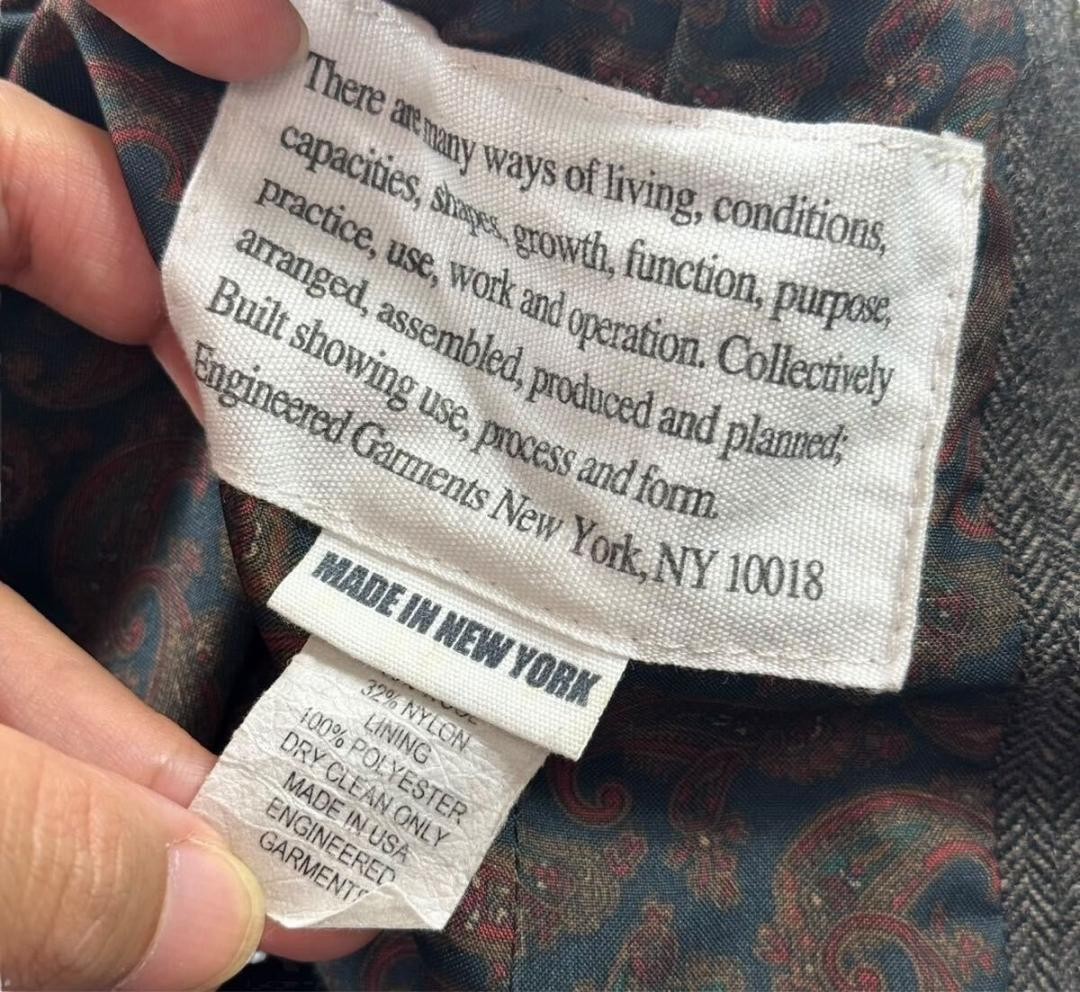 There are many ways of living, conditions,
capacities, shapes, growth, function, purpose,
practice, use, work and operation. Collectively
arranged, assembled, produced and planned;
Built showing use, process and form.
Engineered Garments New York, NY 10018
MADE IN NEW YORK
32% NYLON
LINING
100% POLYESTER
DRY CLEAN ONLY
MADE IN USA
ENGINEERED
GARMENTS